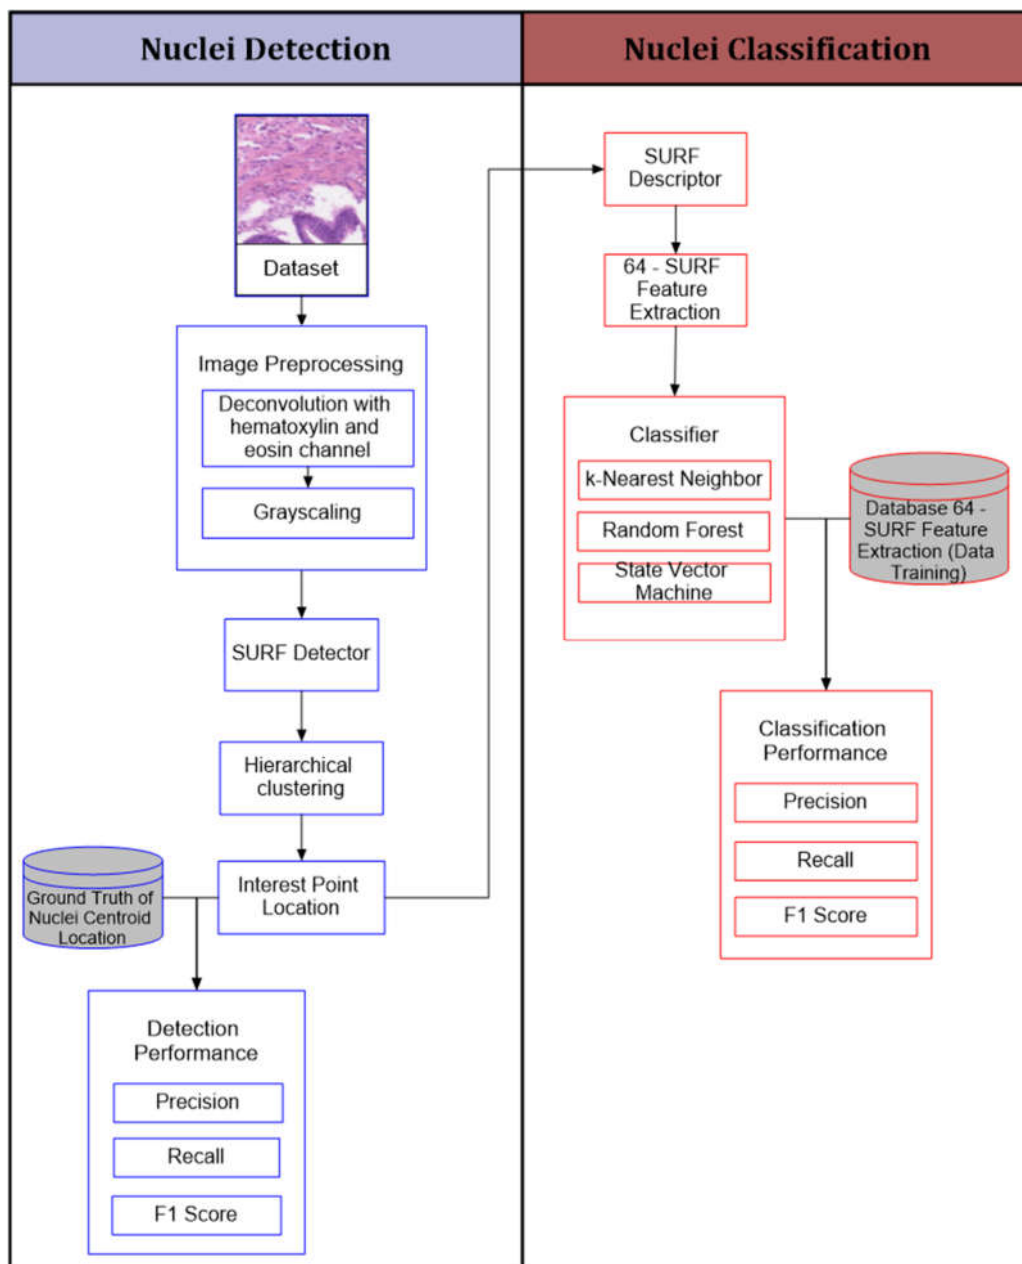 Nuclei Detection
Dataset
Image Preprocessing
Deconvolution with
hematoxylin and
eosin channel
Grayscaling
SURF Detector
Hierarchical
clustering
Interest Point
Location
Ground Truth of
Nuclei Centroid
Location
Detection
Performance
Precision
Recall
F1 Score
Nuclei Classification
SURF
Descriptor
64 - SURF
Feature
Extraction
Classifier
k-Nearest Neighbor
Random Forest
State Vector
Machine
Database 64 -
SURF Feature
Extraction (Data
Training)
Classification
Performance
Precision
Recall
F1 Score